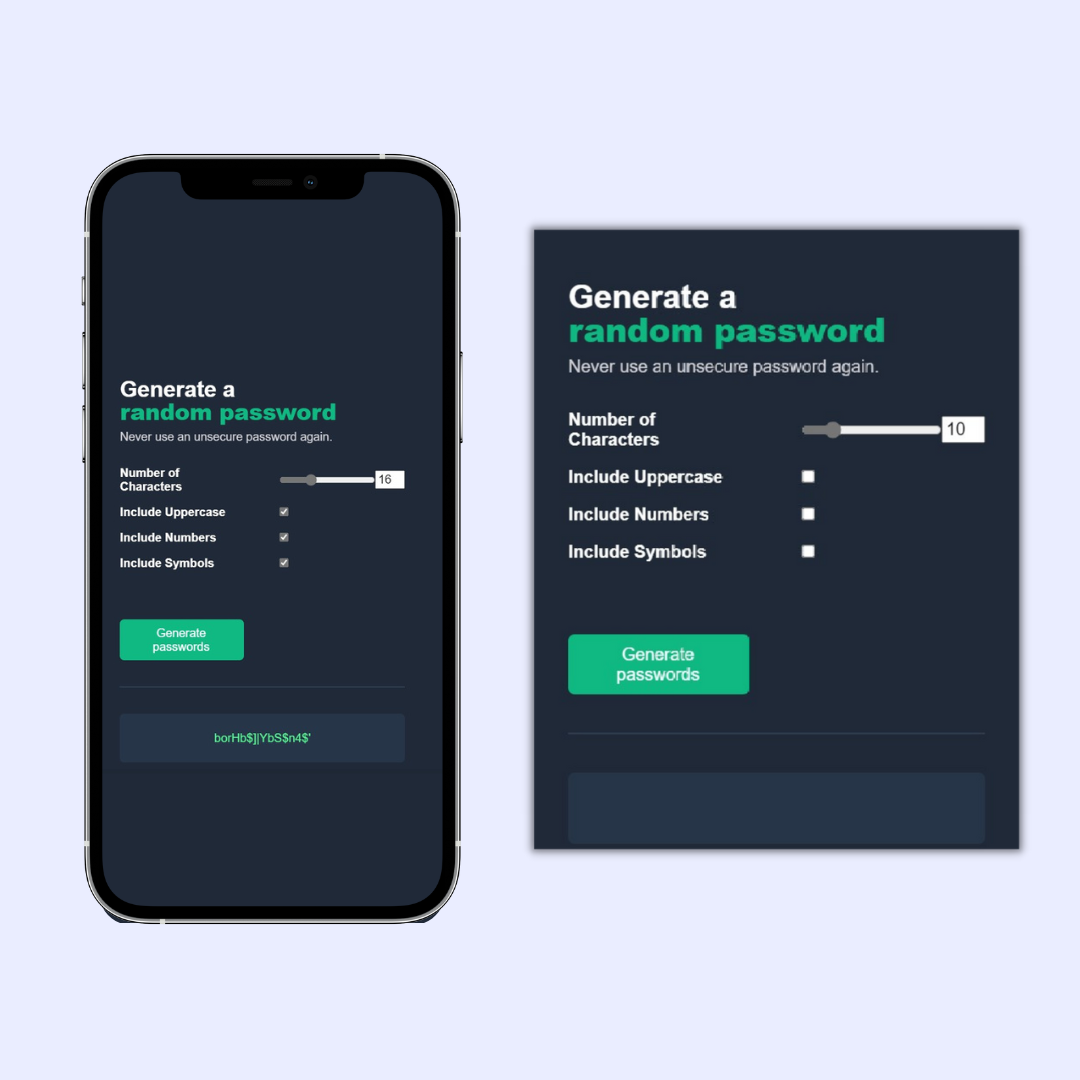 Generate a
random password
Never use an unsecure password again.
Number of
Characters
16
Include Uppercase
Include Numbers
Include Symbols
Generate
passwords
borHb$]|YbS$n4$'
Generate a
random password
Never use an unsecure password again.
Number of
Characters
10
Include Uppercase
Include Numbers
Include Symbols
Generate
passwords